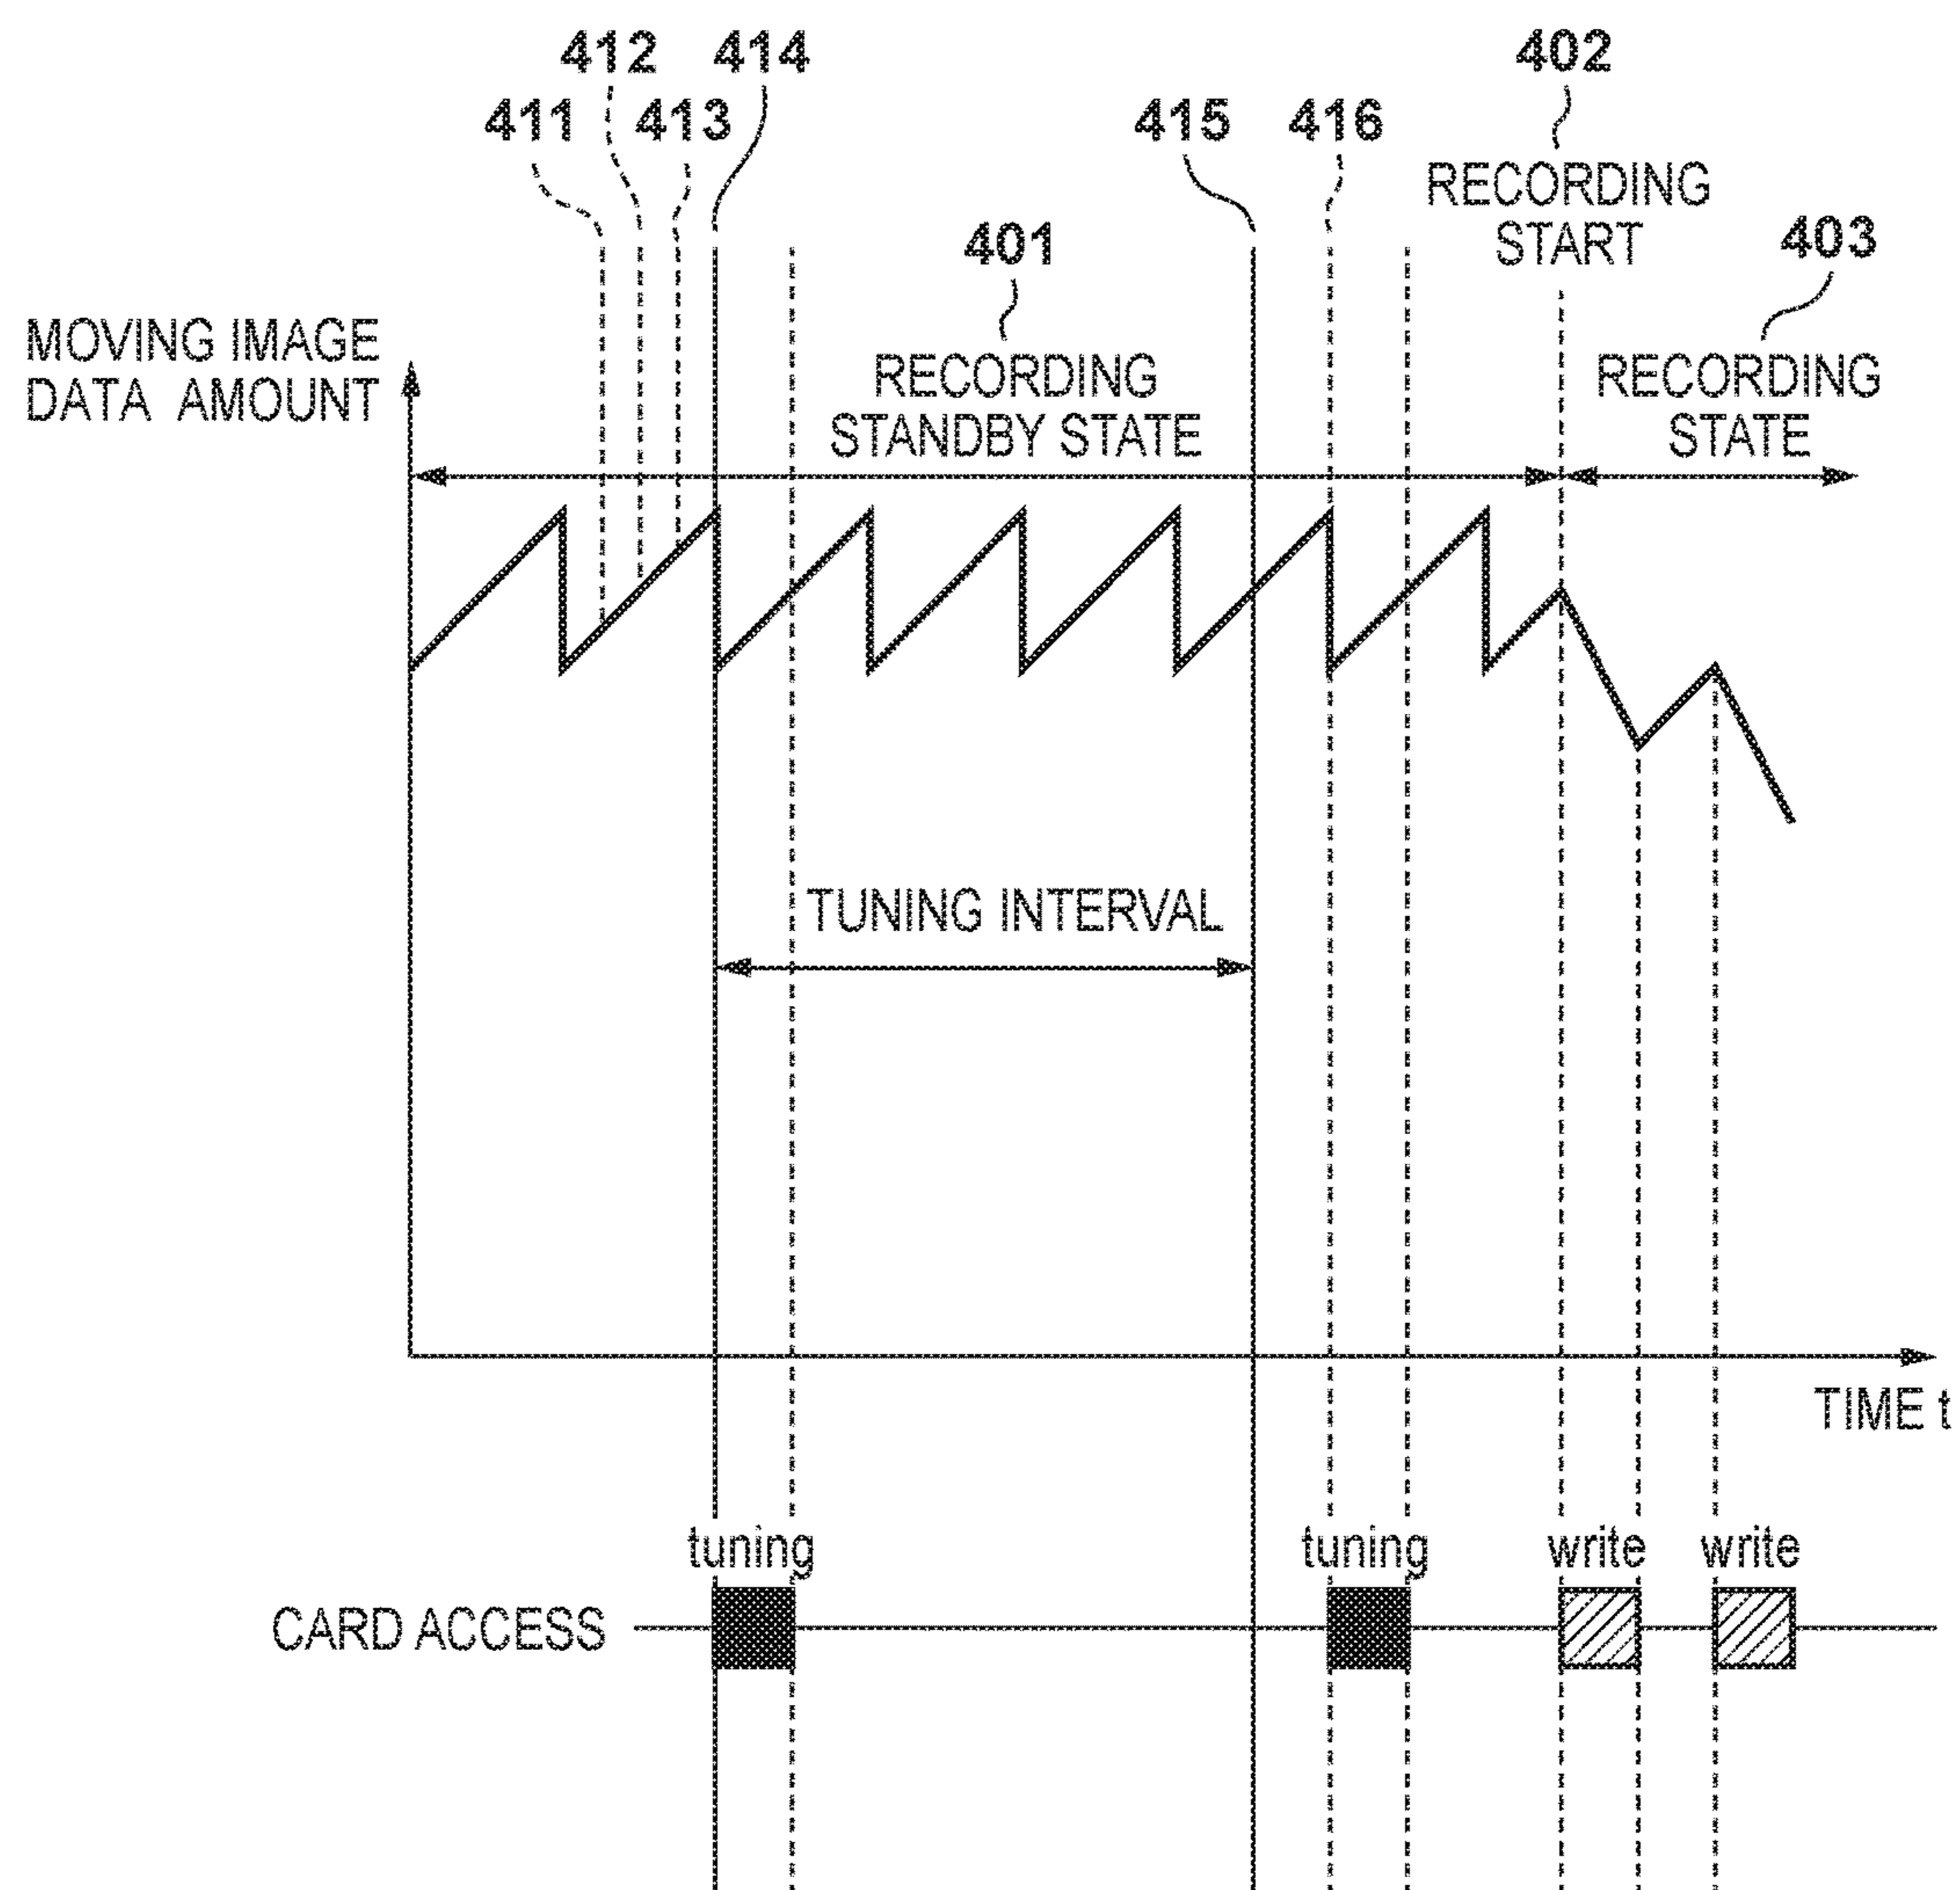 412 414 402
411 413 415 416
RECORDING
START
401 403
MOVING IMAGE
DATA AMOUNT
RECORDING
STANDBY STATE
RECORDING
STATE
TUNING INTERVAL
TIME t
tuning tuning write write
CARD ACCESS